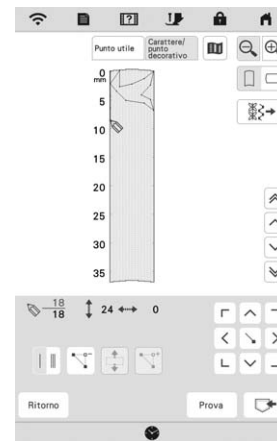 Punto utile
Carattere/
punto
decorativo
0
mm
5
10
15
20
25
30
35
18
18
24
0
Ritorno
Prova